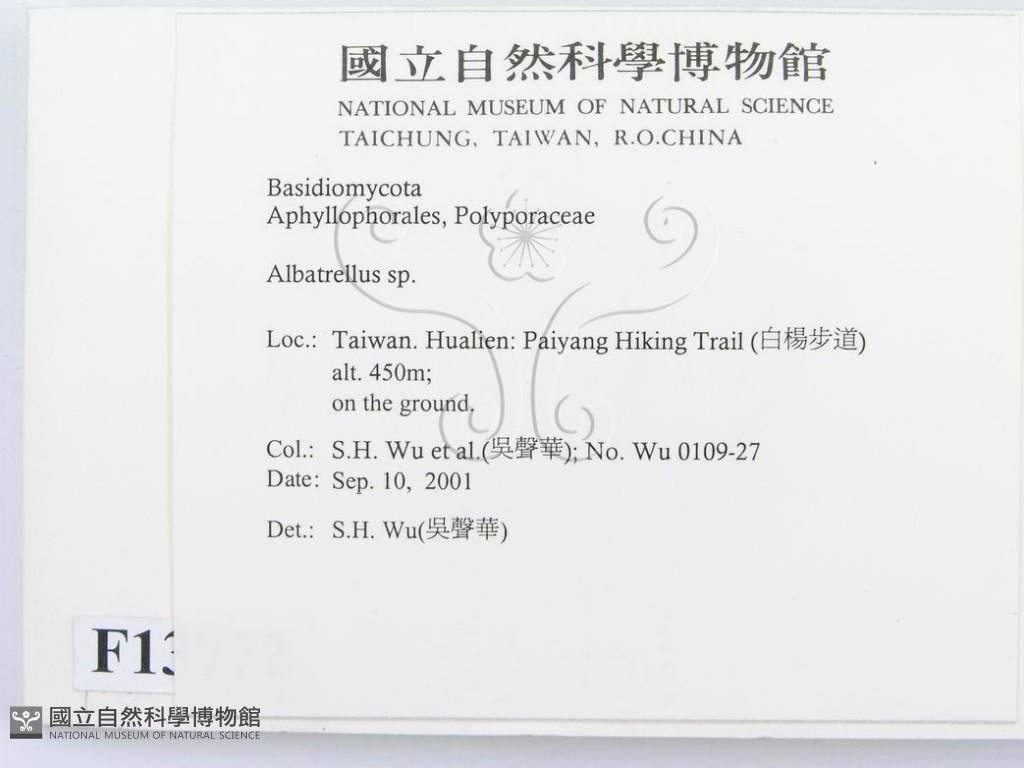 國立自然科學博物館
NATIONAL MUSEUM OF NATURAL SCIENCE
TAICHUNG, TAIWAN, R.O.CHINA
Basidiomycota
Aphyllophorales, Polyporaceae
Albatrellus sp.
Loc.: Taiwan. Hualien: Paiyang Hiking Trail (白楊步道)
alt. 450m;
on the ground.
Col.: S.H. Wu et al.(吳聲華); No. Wu 0109-27
Date: Sep. 10, 2001
Det.: S.H. Wu(吳聲華)
國立自然科學博物館
NATIONAL MUSEUM OF NATURAL SCIENCE